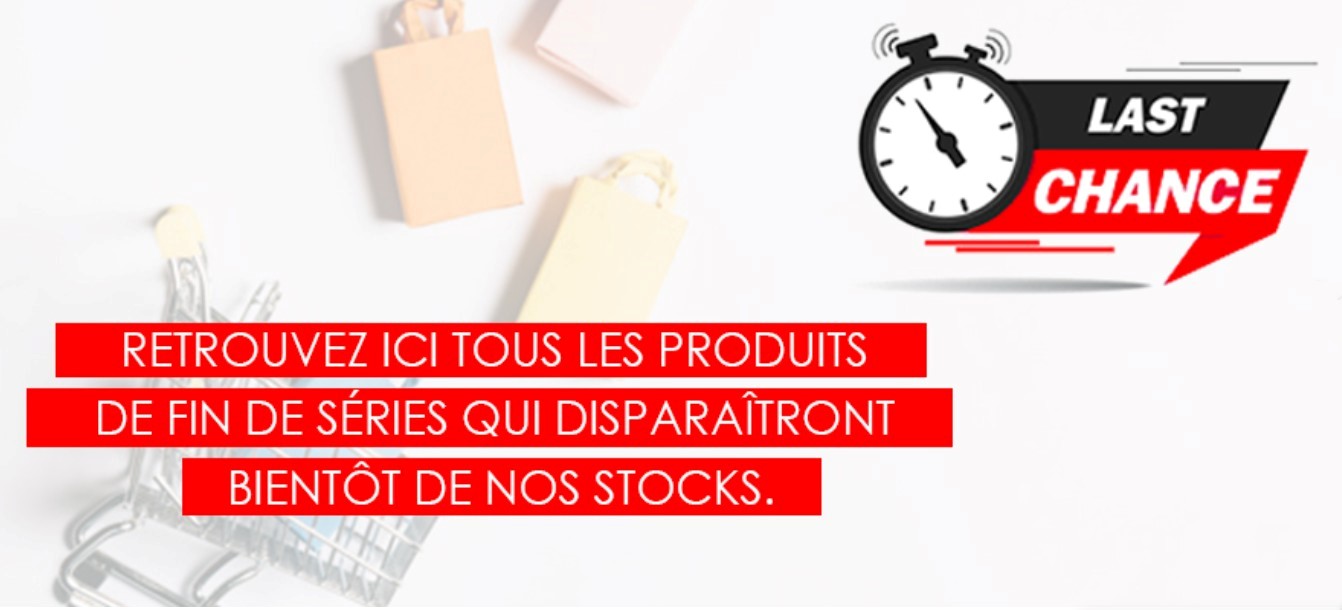 LAST
CHANCE
RETROUVEZ ICI TOUS LES PRODUITS
DE FIN DE SÉRIES QUI DISPARAÎTRONT
BIENTÔT DE NOS STOCKS.